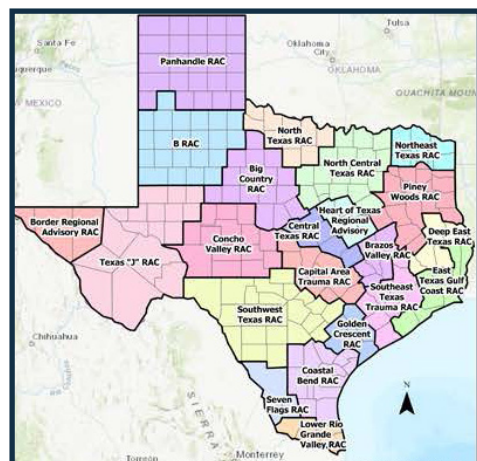 Santa Fe
uquerque
EW MEXICO
Oklahoma
City
OKLAHOMA
Tulsa
OUACHITA MOUNT
Panhandle RAC
B RAC
North
Texas RAC
North Central
Texas RAC
Northeast
Texas RAC
Big
Country
RAC
Piney
Woods RAC
Border Regional
Advisory RAC
Texas "J" RAC
Concho
Valley RAC
Central
Texas RAC
Heart of Texas
Regional
Advisory
Brazos
Valley RAC
Deep East
Texas RAC
Capital Area
Trauma RAC
Southeast
Texas
Trauma RAC
East
Texas Gulf
Coast RAC
Southwest
Texas RAC
Golden
Crescent
RAC
Coastal
Bend RAC
Seven
Flags RAC
Lower Rio
Grande
Valley RAC
Chihuahua
SIERRA
Torreón
Monterrey
N